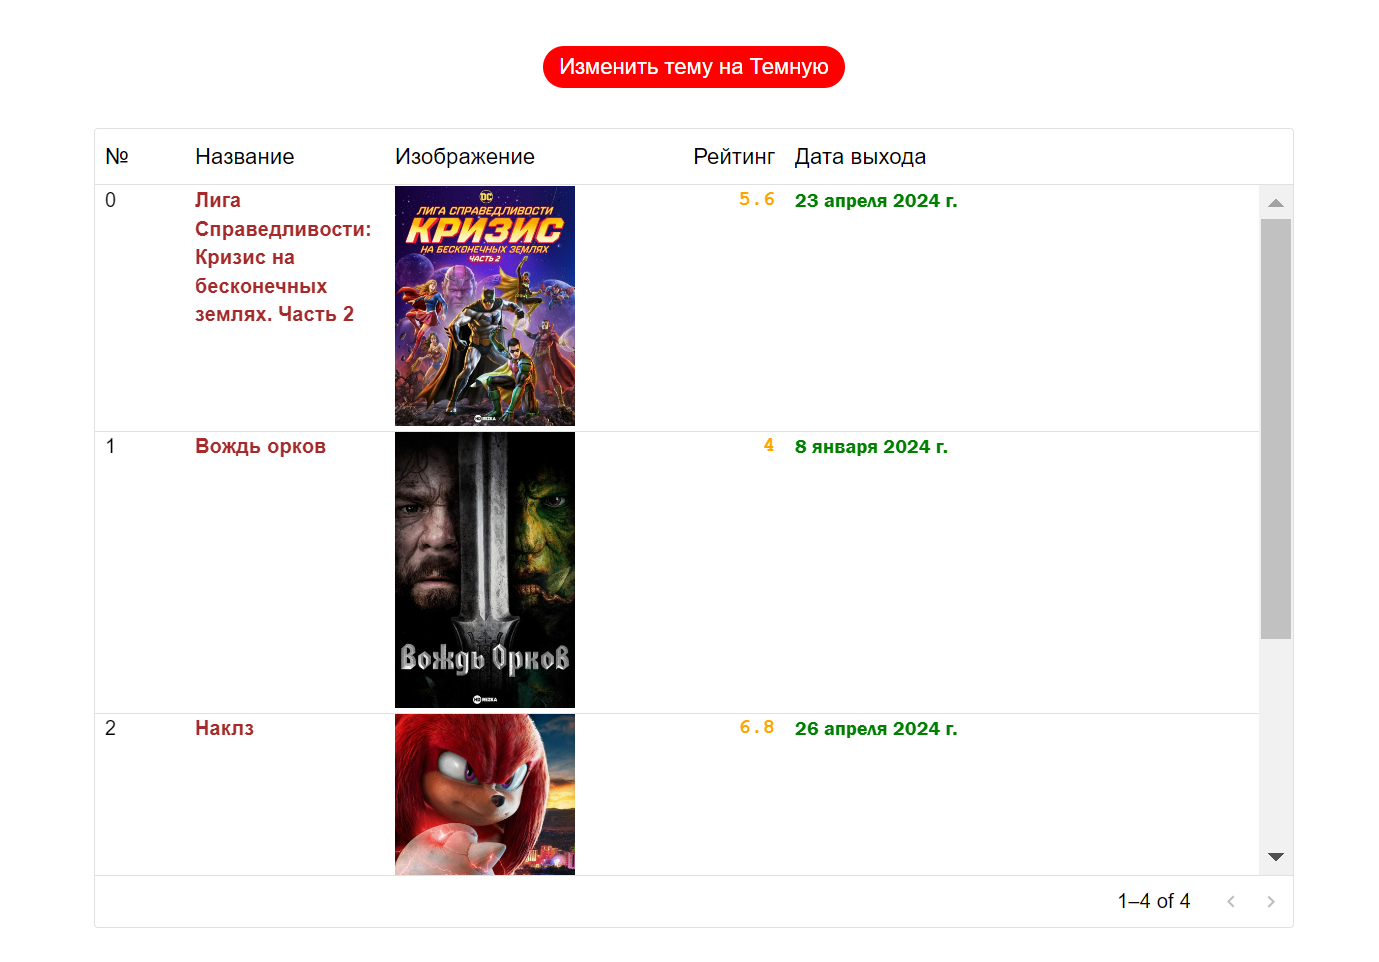 Изменить тему на Темную
№ Название Изображение Рейтинг Дата выхода
0
Лига
Справедливости:
Кризис на
бесконечных
землях. Часть 2
DC
ЛИГА СПРАВЕДЛИВОСТИ
КРИЗИС
НА БЕСКОНЕЧНЫХ ЗЕМЛЯХ
ЧАСТЬ 2
5.6
23 апреля 2024 г.
1
Вождь орков
Вождь Орков
4
8 января 2024 г.
2
Наклз
6.8
26 апреля 2024 г.
1–4 of 4